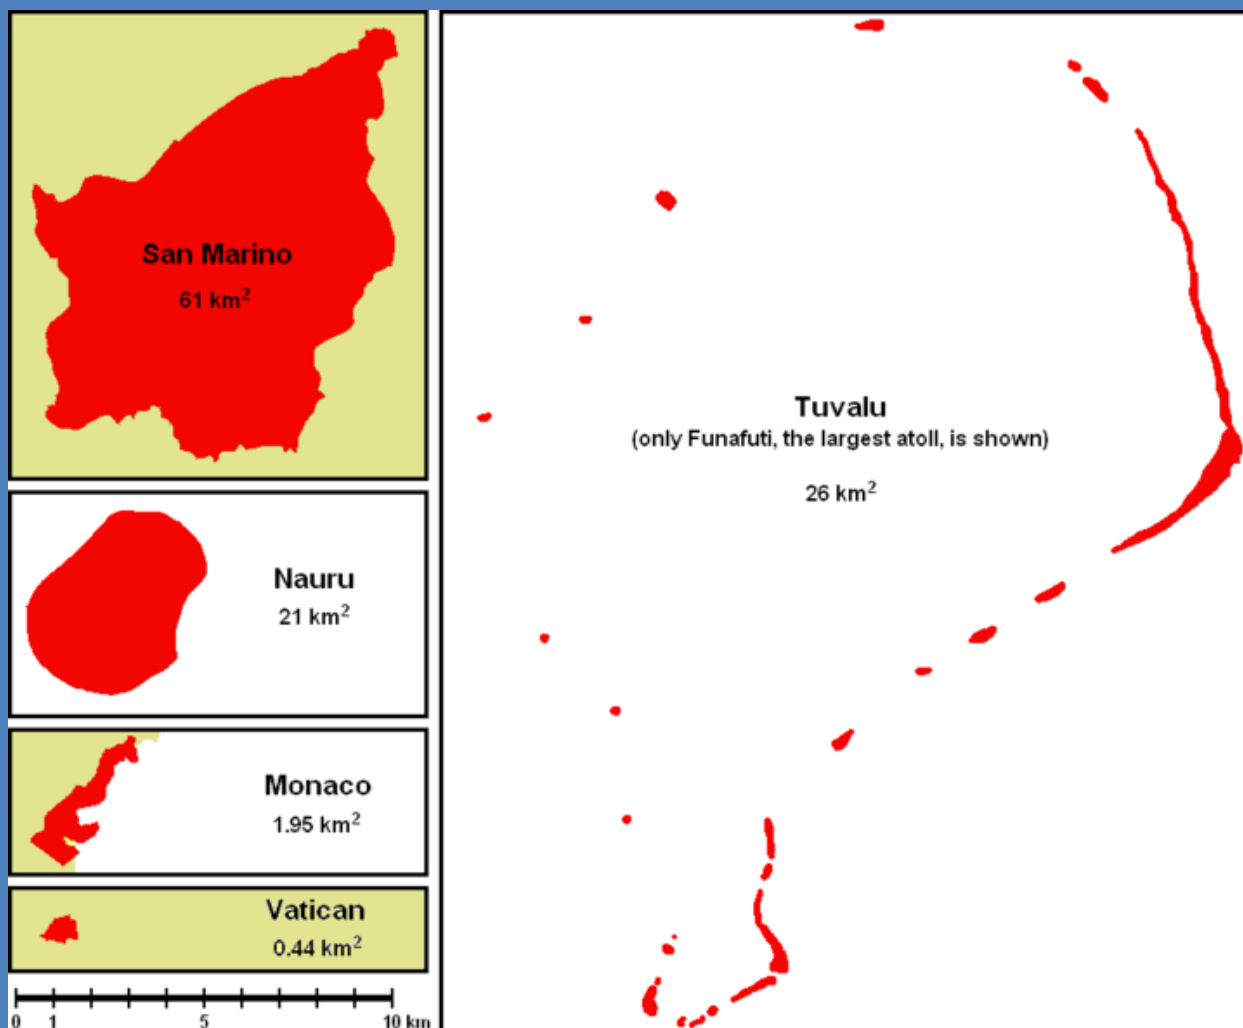 San Marino
61 km²
Nauru
21 km²
Monaco
1.95 km²
Vatican
0.44 km²
0 1 5 10 km
Tuvalu
(only Funafuti, the largest atoll, is shown)
26 km²